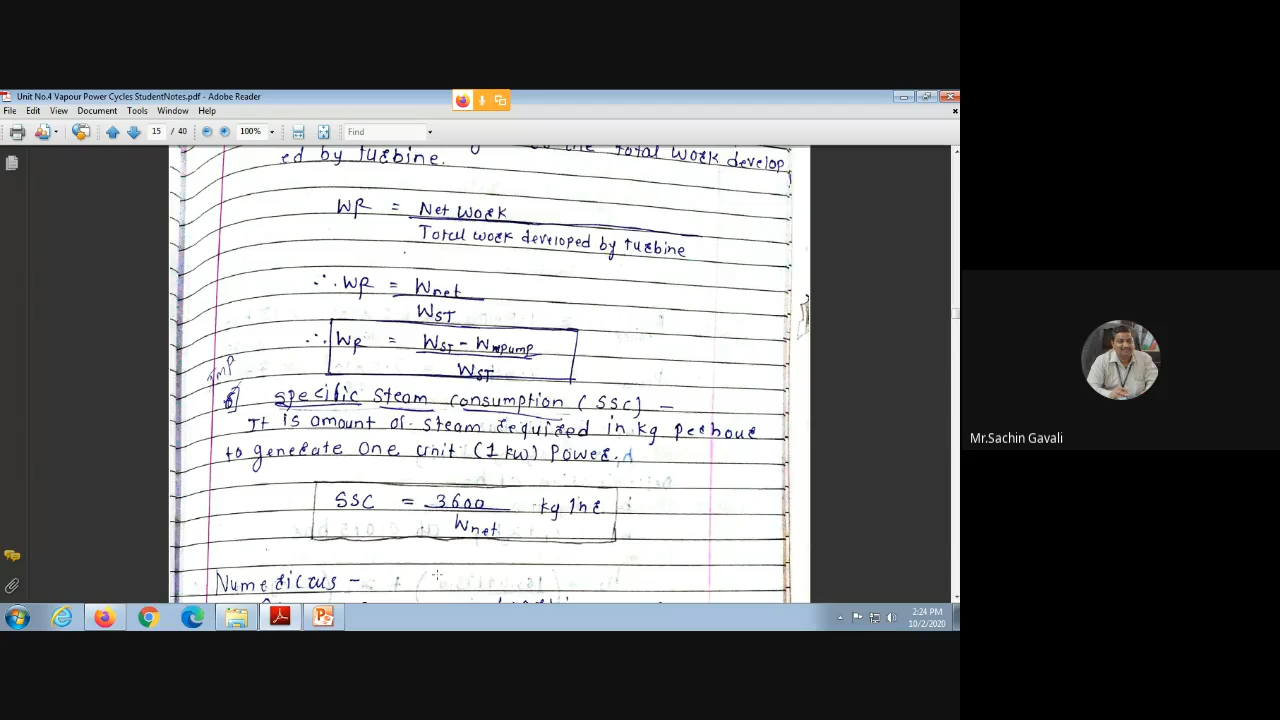 Unit No.4 Vapour Power Cycles StudentNotes.pdf - Adobe Reader
File Edit View Document Tools Window Help
15 / 40 100% Find
the total work develop
ed by turbine.
WR = Net work
Total work developed by turbine
∴ WR = Wnet
WST
∴ WR = WST - Wpump
WST
Imp
6] specific steam consumption (SSC) -
It is amount of steam required in kg per hour
to generate one unit (1 kw) Power.
SSC = 3600 kg/hr
Wnet
Numericals -
Mr.Sachin Gavali
2:24 PM
10/2/2020